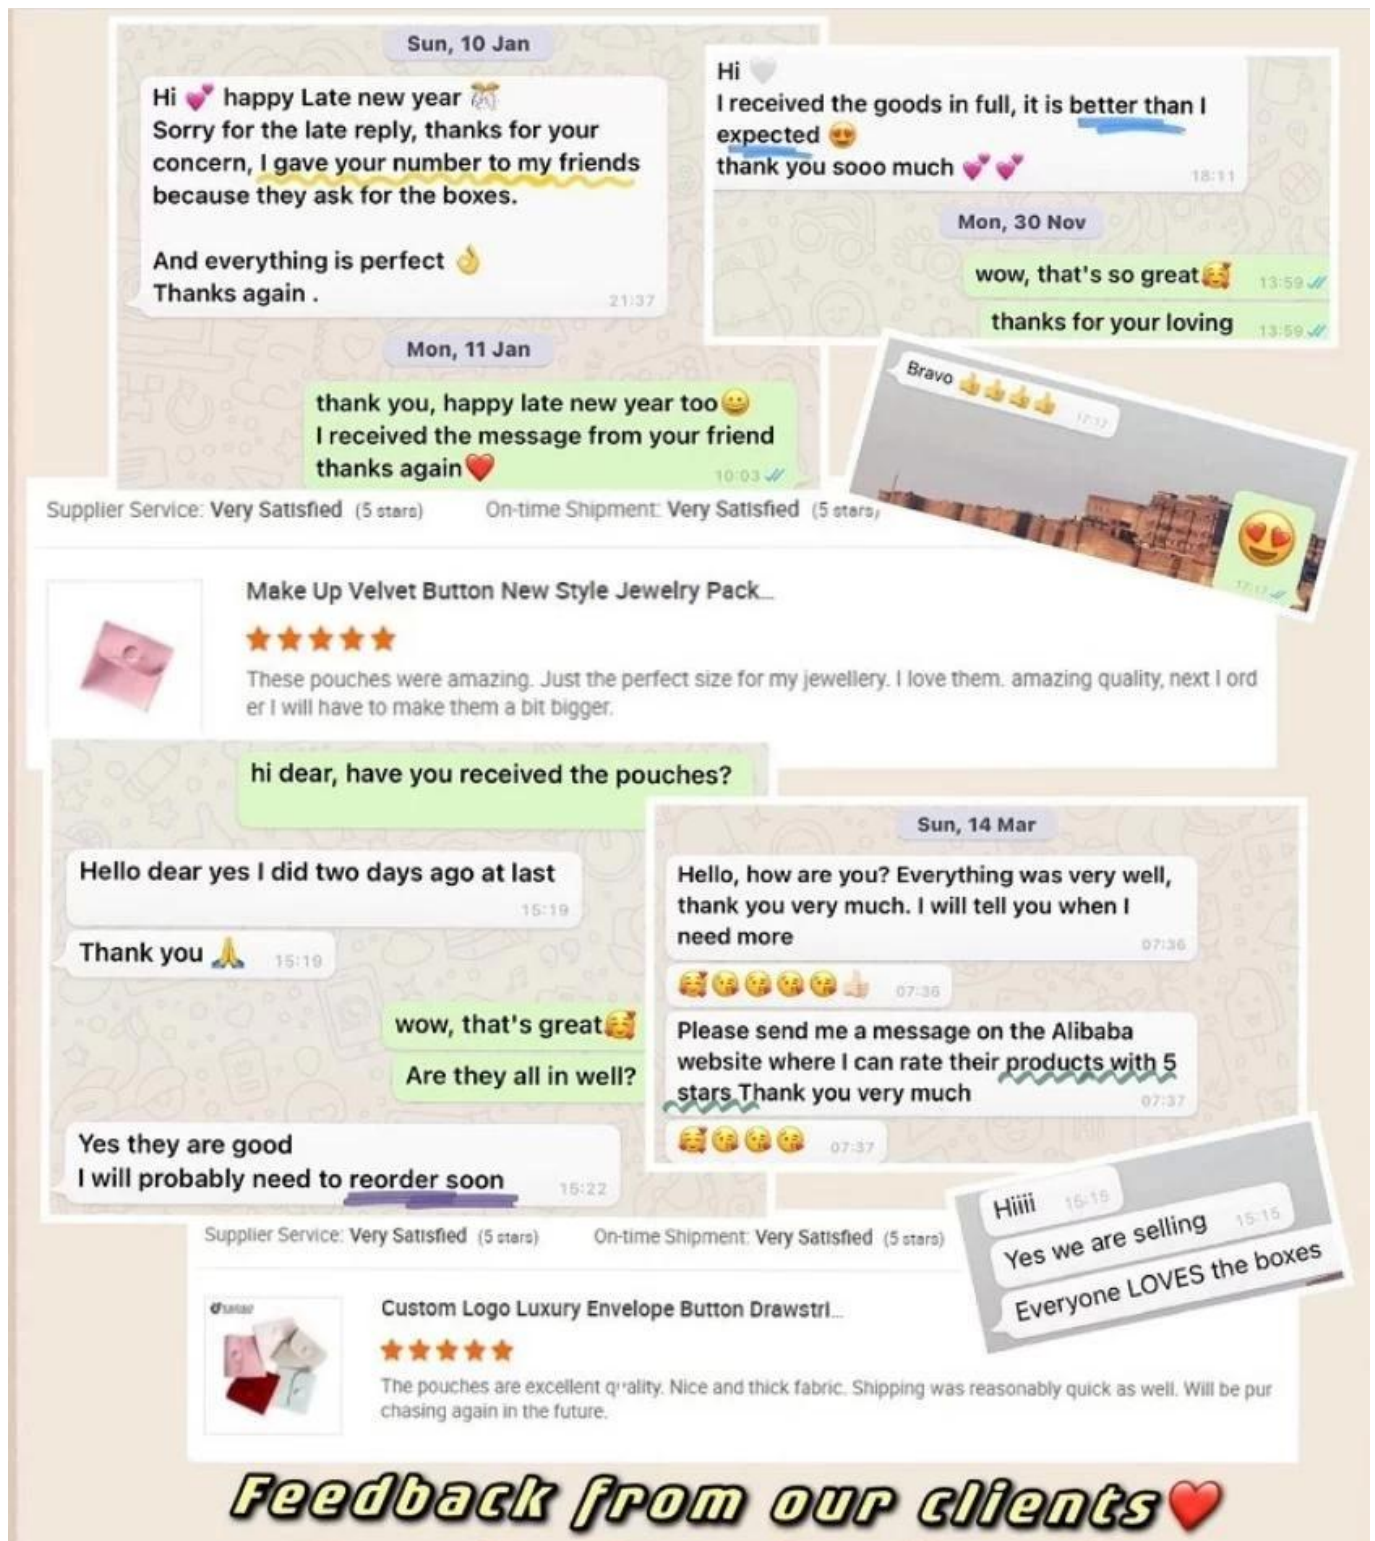 Sun, 10 Jan
Hi 💕 happy Late new year 🎊
Sorry for the late reply, thanks for your
concern, I gave your number to my friends
because they ask for the boxes.
And everything is perfect 👌
Thanks again .
21:37
Mon, 11 Jan
thank you, happy late new year too😀
I received the message from your friend
thanks again❤️
10:03
Hi 🤍
I received the goods in full, it is better than I
expected 😍
thank you sooo much 💕💕
18:11
Mon, 30 Nov
wow, that's so great🥰
13:59
thanks for your loving
13:59
Bravo 👍👍👍👍
17:17
😍
17:17
Supplier Service: Very Satisfied (5 stars) On-time Shipment: Very Satisfied (5 stars)
Make Up Velvet Button New Style Jewelry Pack...
These pouches were amazing. Just the perfect size for my jewellery. I love them. amazing quality, next I ord
er I will have to make them a bit bigger.
hi dear, have you received the pouches?
Hello dear yes I did two days ago at last
15:19
Thank you 🙏 15:19
wow, that's great🥰
Are they all in well?
Yes they are good
I will probably need to reorder soon
15:22
Sun, 14 Mar
Hello, how are you? Everything was very well,
thank you very much. I will tell you when I
need more
07:36
🥰😘😘😘😘👍🏻 07:36
Please send me a message on the Alibaba
website where I can rate their products with 5
stars Thank you very much
07:37
🥰😘😘😘 07:37
Hiiii 15:15
Yes we are selling 15:15
Everyone LOVES the boxes
Supplier Service: Very Satisfied (5 stars) On-time Shipment: Very Satisfied (5 stars)
Custom Logo Luxury Envelope Button Drawstri...
The pouches are excellent quality. Nice and thick fabric. Shipping was reasonably quick as well. Will be pur
chasing again in the future.
Feedback from our clients❤️